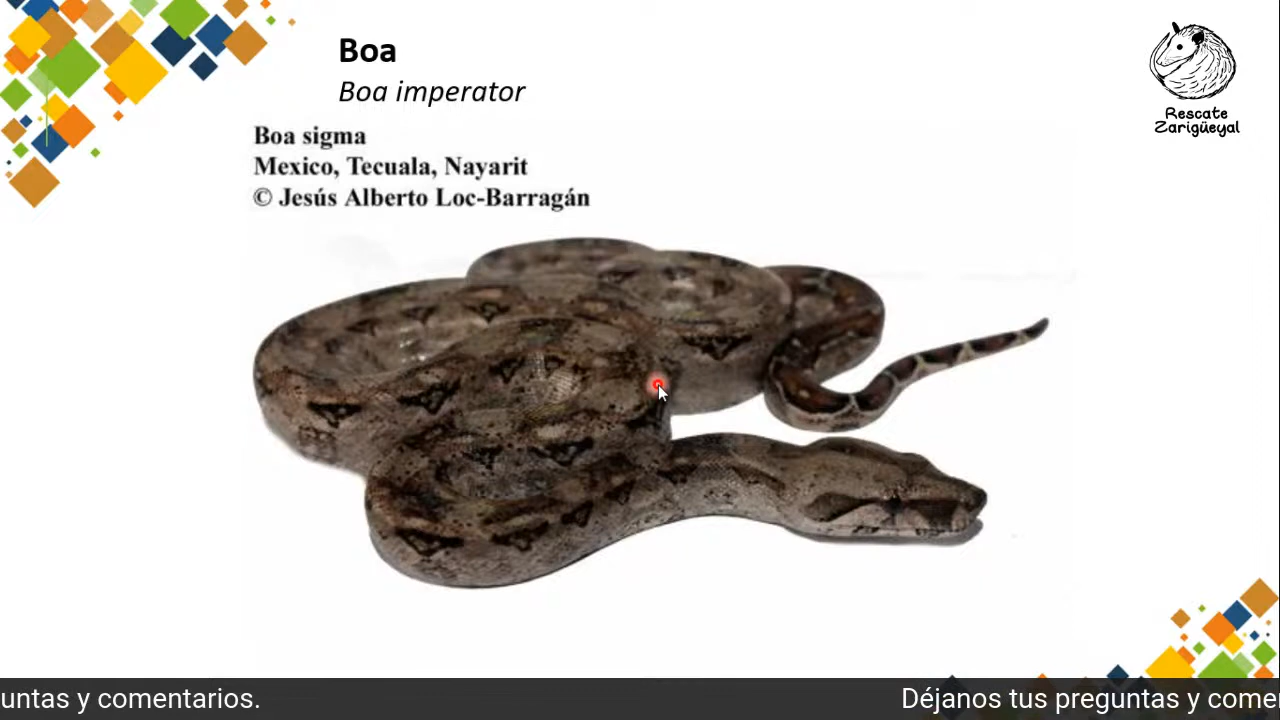 Boa
Boa imperator
Boa sigma
Mexico, Tecuala, Nayarit
© Jesús Alberto Loc-Barragán
Rescate
Zarigüeyal
untas y comentarios.
Déjanos tus preguntas y come